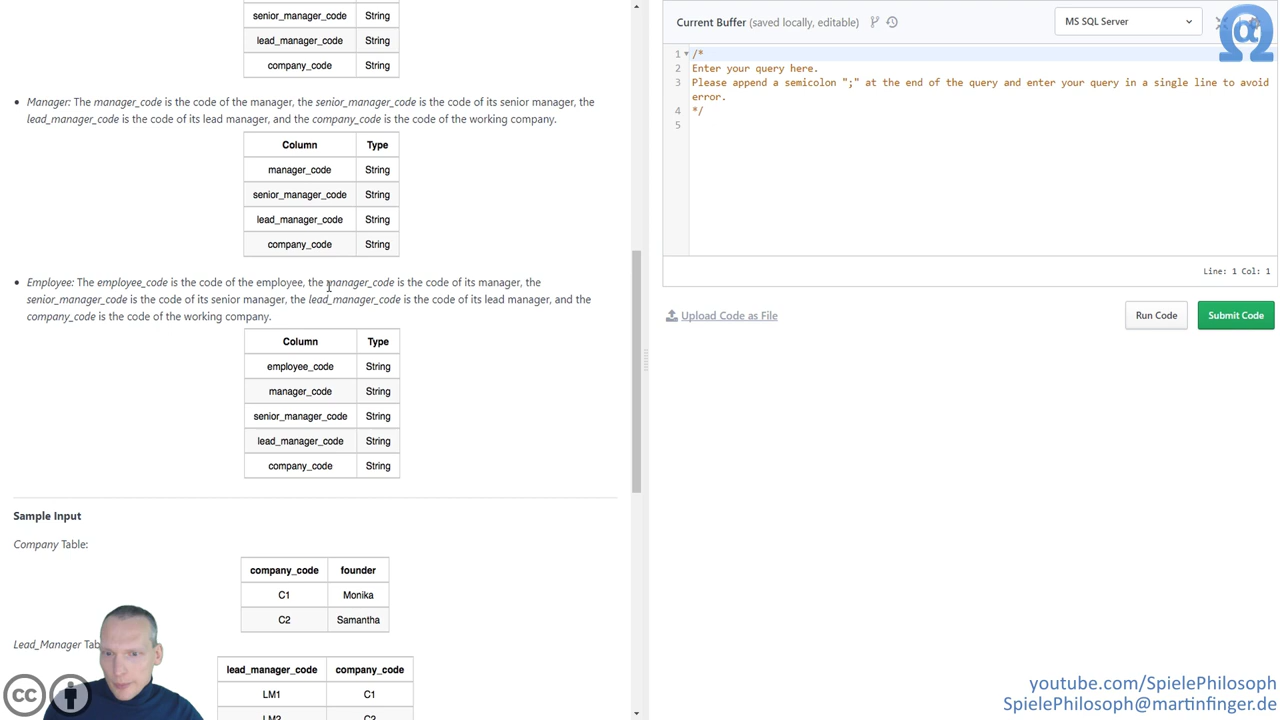 senior_manager_code String
lead_manager_code String
company_code String
• Manager: The manager_code is the code of the manager, the senior_manager_code is the code of its senior manager, the
lead_manager_code is the code of its lead manager, and the company_code is the code of the working company.
Column Type
manager_code String
senior_manager_code String
lead_manager_code String
company_code String
• Employee: The employee_code is the code of the employee, the manager_code is the code of its manager, the
senior_manager_code is the code of its senior manager, the lead_manager_code is the code of its lead manager, and the
company_code is the code of the working company.
Column Type
employee_code String
manager_code String
senior_manager_code String
lead_manager_code String
company_code String
Sample Input
Company Table:
company_code founder
C1 Monika
C2 Samantha
Lead_Manager Tab
lead_manager_code company_code
LM1 C1
LM2 C2
cc
Current Buffer (saved locally, editable)
MS SQL Server
1 /*
2 Enter your query here.
3 Please append a semicolon ";" at the end of the query and enter your query in a single line to avoid
error.
4 */
5
Line: 1 Col: 1
Upload Code as File
Run Code
Submit Code
youtube.com/SpielePhilosoph
SpielePhilosoph@martinfinger.de